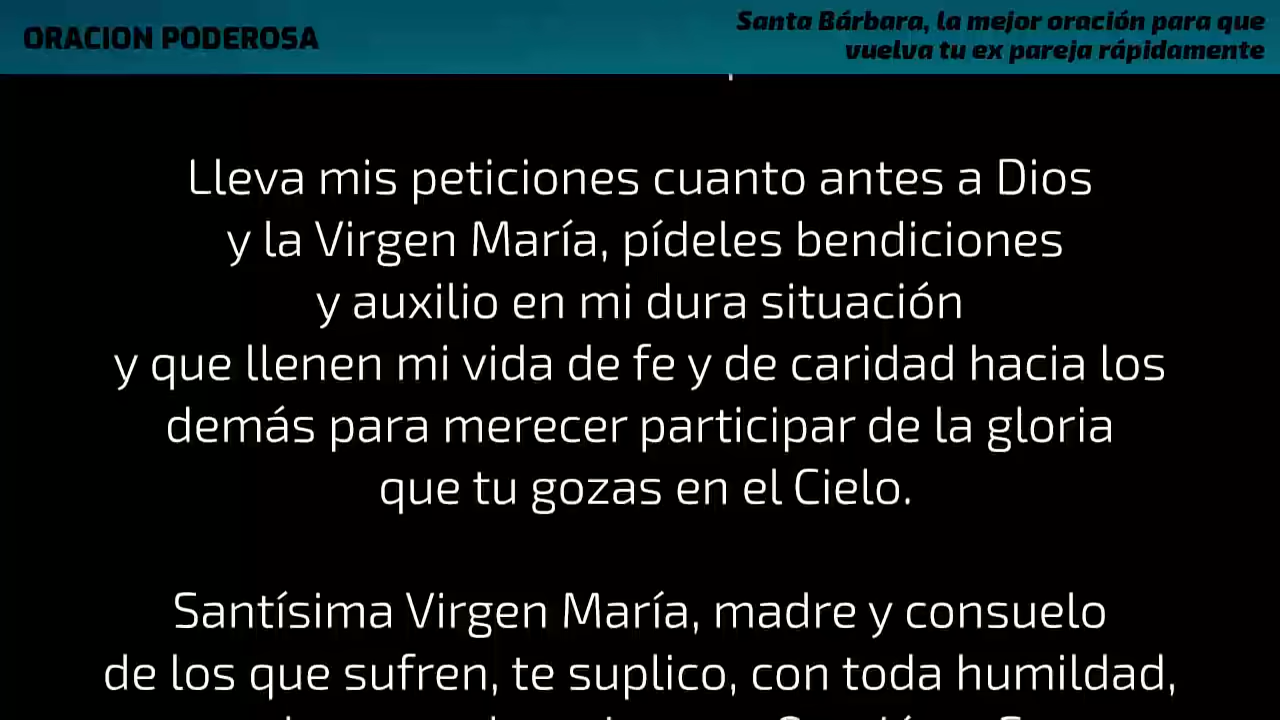 ORACION PODEROSA
Santa Bárbara, la mejor oración para que
vuelva tu ex pareja rápidamente
Lleva mis peticiones cuanto antes a Dios
y la Virgen María, pídeles bendiciones
y auxilio en mi dura situación
y que llenen mi vida de fe y de caridad hacia los
demás para merecer participar de la gloria
que tu gozas en el Cielo.
Santísima Virgen María, madre y consuelo
de los que sufren, te suplico, con toda humildad,